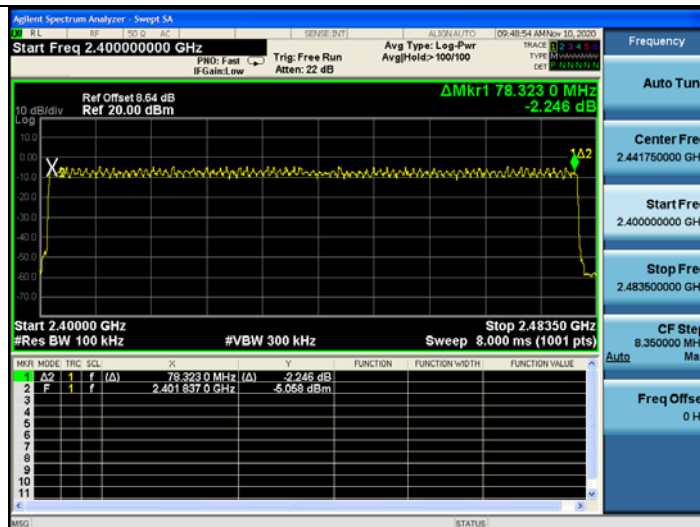 Agilent Spectrum Analyzer - Swept SA
RL RF 50 Ω AC SENSE:INT ALIGN AUTO 09:48:54 AM Nov 10, 2020
Start Freq 2.400000000 GHz
PNO: Fast
IFGain:Low
Trig: Free Run
Atten: 22 dB
Avg Type: Log-Pwr
Avg|Hold:> 100/100
TRACE 1 2 3 4 5 6
TYPE M
DET P N N N N N
Ref Offset 8.64 dB
10 dB/div Ref 20.00 dBm
Log
ΔMkr1 78.323 0 MHz
-2.246 dB
10.0
0.00
-10.0
-20.0
-30.0
-40.0
-50.0
-60.0
-70.0
1Δ2
Start 2.40000 GHz Stop 2.48350 GHz
#Res BW 100 kHz #VBW 300 kHz Sweep 8.000 ms (1001 pts)
MKR MODE TRC SCL X Y FUNCTION FUNCTION WIDTH FUNCTION VALUE
1 Δ2 1 f (Δ) 78.323 0 MHz (Δ) -2.246 dB
2 F 1 f 2.401 837 0 GHz -5.058 dBm
3
4
5
6
7
8
9
10
11
MSG STATUS
Frequency
Auto Tun
Center Fre
2.441750000 GH
Start Fre
2.400000000 GH
Stop Fre
2.483500000 GH
CF Step
8.350000 MH
Auto Ma
Freq Offse
0 H